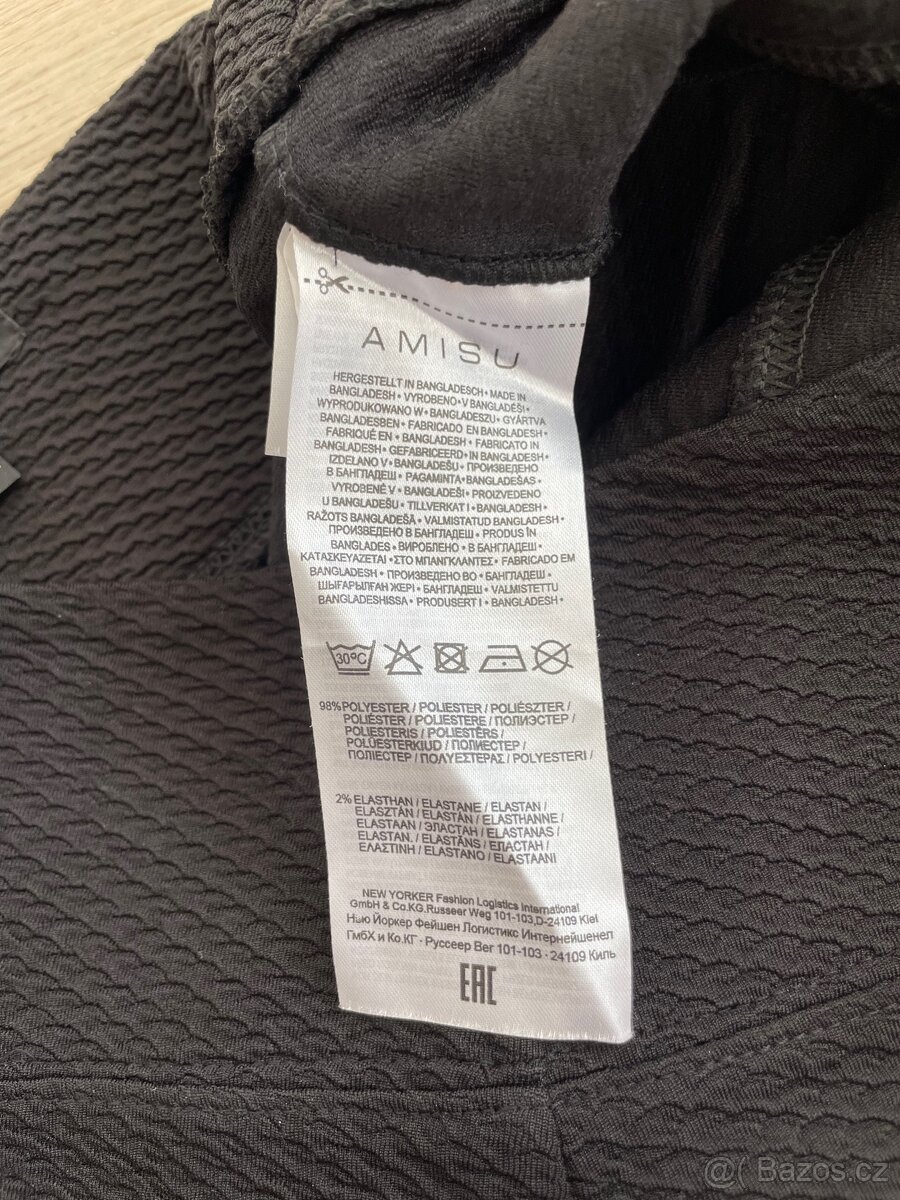 AMISU
HERGESTELLT IN BANGLADESCH • MADE IN
BANGLADESH • VYROBENO • V BANGLADÉŠI •
WYPRODUKOWANO W • BANGLADESZU • GYÁRTVA
BANGLADESBEN • FABRICADO EN BANGLADESH •
FABRIQUÉ EN • BANGLADESH • FABRICATO IN
BANGLADESH • GEFABRICEERD • IN BANGLADESH •
IZDELANO V • BANGLADEŠU • ПРОИЗВЕДЕНО
В БАНГЛАДЕШ • PAGAMINTA • BANGLADEŠAS •
VYROBENÉ V • BANGLADEŠI • PROIZVEDENO
U BANGLADEŠU • TILLVERKAT I • BANGLADESH •
RAŽOTS BANGLADEŠĀ • VALMISTATUD BANGLADESH •
ПРОИЗВЕДЕНО В БАНГЛАДЕШ • PRODUS ÎN
BANGLADES • ВИРОБЛЕНО • В БАНГЛАДЕШ •
ΚΑΤΑΣΚΕΥΑΖΕΤΑΙ • ΣΤΟ ΜΠΑΝΓΚΛΑΝΤΕΣ • FABRICADO EM
BANGLADESH • ПРОИЗВЕДЕНО ВО • БАНГЛАДЕШ •
ШЫҒАРЫЛҒАН ЖЕРІ • БАНГЛАДЕШ • VALMISTETTU
BANGLADESHISSA • PRODUSERT I • BANGLADESH •
30°C
98% POLYESTER / POLIESTER / POLIÉSZTER /
POLIÉSTER / POLIESTERE / ПОЛИЭСТЕР /
POLIESTERIS / POLIESTĒRS /
POLÜESTERKIUD / ПОЛИЕСТЕР /
ПОЛІЕСТЕР / ΠΟΛΥΕΣΤΕΡΑΣ / POLYESTERI /
2% ELASTHAN / ELASTANE / ELASTAN /
ELASZTÁN / ELASTÁN / ELASTHANNE /
ELASTAAN / ЭЛАСТАН / ELASTANAS /
ELASTAN, / ELASTĀNS / ЕЛАСТАН /
ΕΛΑΣΤΙΝΗ / ELASTANO / ELASTAANI
NEW YORKER Fashion Logistics International
GmbH & Co.KG.Russeer Weg 101-103,D-24109 Kiel
Нью Йоркер Фейшен Логистикс Интернейшенел
ГмбХ и Ко.КГ · Руссеер Вег 101-103 · 24109 Киль
EAC
@( Bazos.cz